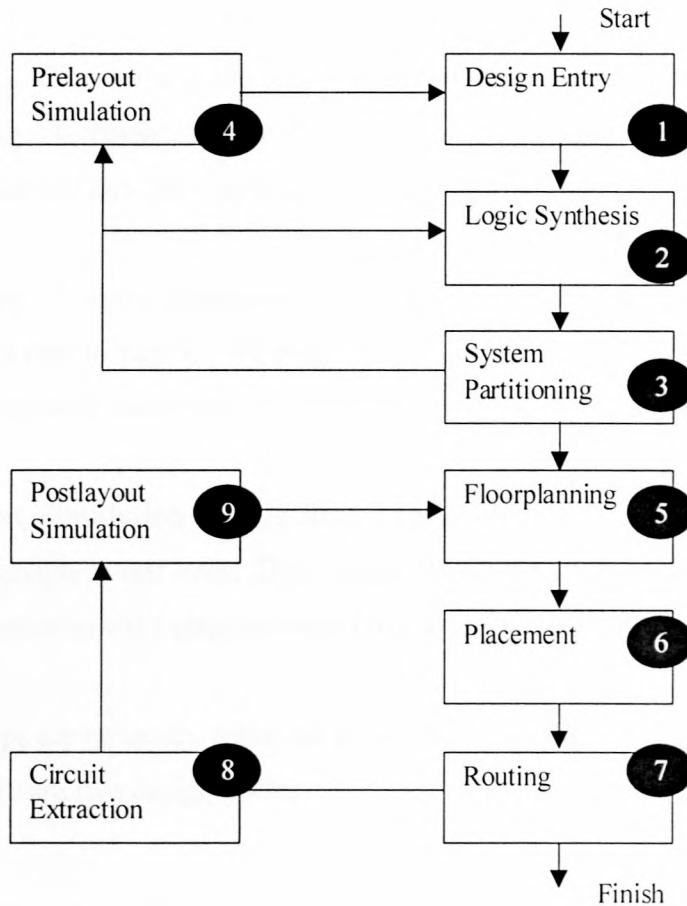 Start
Prelayout
Simulation
4
Design Entry
1
Logic Synthesis
2
System
Partitioning
3
Postlayout
Simulation
9
Floorplanning
5
Placement
6
Circuit
Extraction
8
Routing
7
Finish